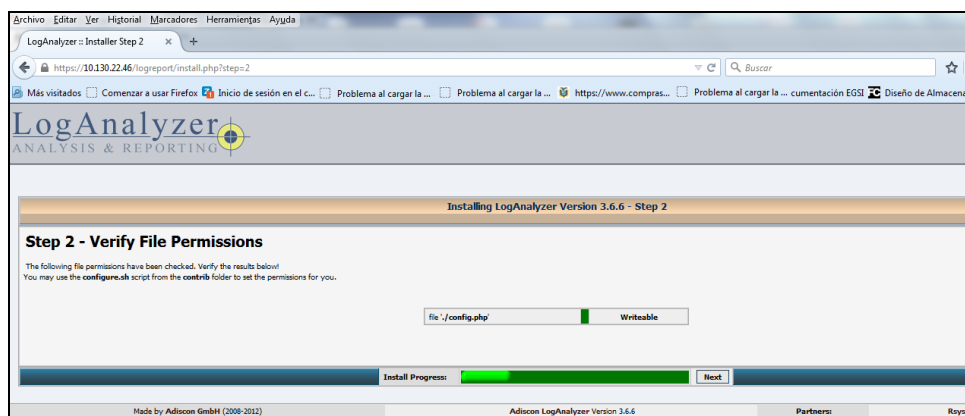 Archivo Editar Ver Historial Marcadores Herramientas Ayuda
LogAnalyzer :: Installer Step 2 × +
https://10.130.22.46/logreport/install.php?step=2 Buscar
Más visitados Comenzar a usar Firefox Inicio de sesión en el c... Problema al cargar la ... Problema al cargar la ... https://www.compras... Problema al cargar la ... cumentación EGSI Diseño de Almacena
LogAnalyzer
ANALYSIS & REPORTING
Installing LogAnalyzer Version 3.6.6 - Step 2
Step 2 - Verify File Permissions
The following file permissions have been checked. Verify the results below!
You may use the configure.sh script from the contrib folder to set the permissions for you.
file './config.php' Writeable
Install Progress: Next
Made by Adiscon GmbH (2008-2012) Adiscon LogAnalyzer Version 3.6.6 Partners: Rsys